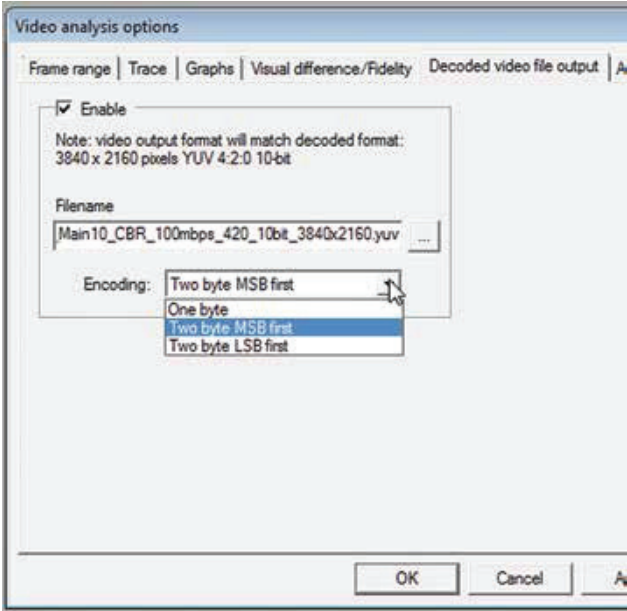 Video analysis options
Frame range Trace Graphs Visual difference/Fidelity Decoded video file output
Enable
Note: video output format will match decoded format:
3840 x 2160 pixels YUV 4:2:0 10-bit
Filename
Main10_CBR_100mbps_420_10bit_3840x2160.yuv ...
Encoding: Two byte MSB first
One byte
Two byte MSB first
Two byte LSB first
OK Cancel